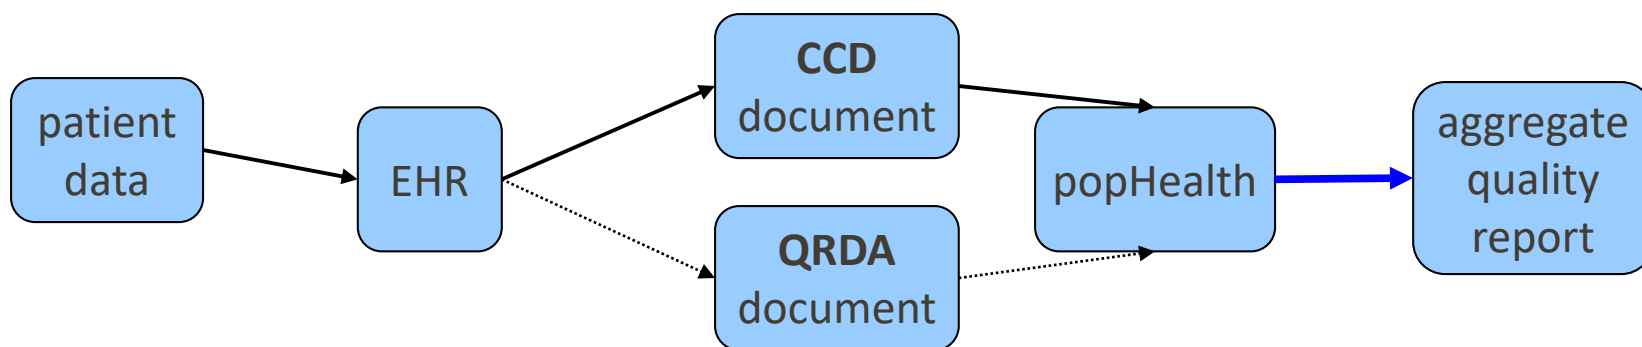 patient
data
EHR
CCD
document
QRDA
document
popHealth
aggregate
quality
report